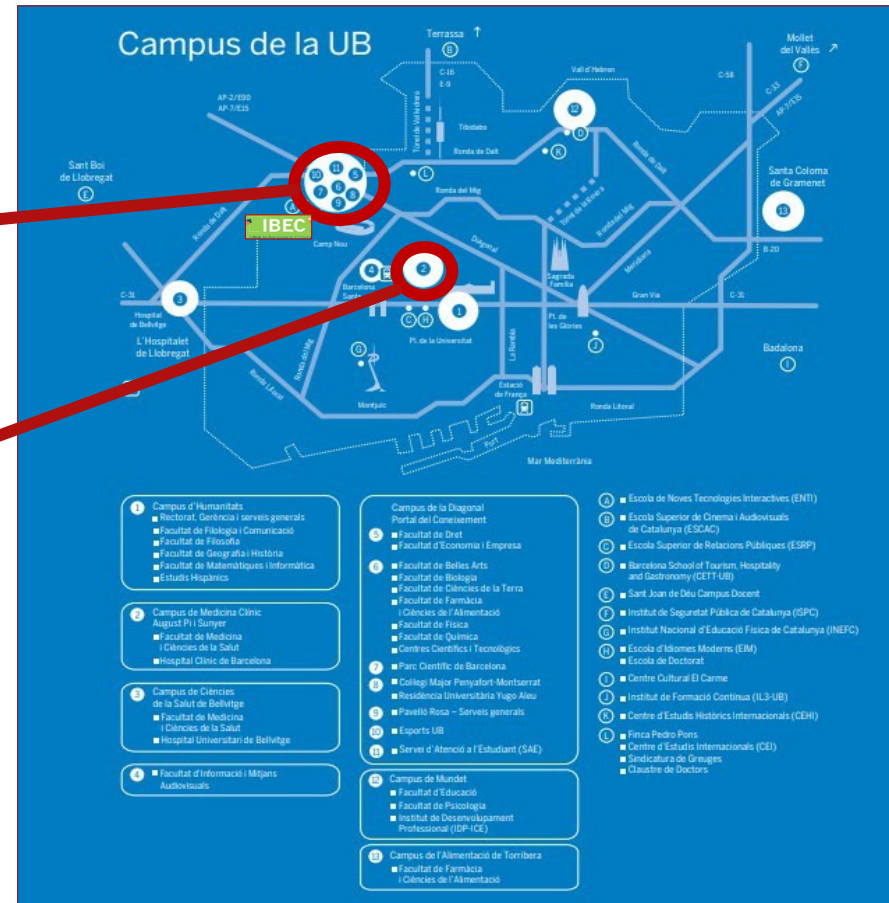 Campus de la UB
Terrassa ↑
B
C-16
E-9
Mollet
del Vallès ↗
F
Vall d'Hebron
C-58
C-33
AP-7/E15
AP-2/E90
AP-7/E15
Túnel de Vallvidrera
Tibidabo
12
D
K
Ronda de Dalt
Ronda de Dalt
Sant Boi
de Llobregat
E
10
11
5
7
6
8
9
L
Ronda del Mig
Santa Coloma
de Gramenet
13
A
IBEC
Ronda de Dalt
Camp Nou
Túnel de la Rovira
Ronda del Mig
B-20
4
2
Diagonal
Sagrada
Família
Meridiana
Barcelona
C-31
3
Gran Via
C-31
Hospital
de Bellvitge
1
C
H
Pl. de
les Glòries
L'Hospitalet
de Llobregat
Pl. de la Universitat
G
Ronda del Mig
La Rambla
J
Badalona
I
Ronda Litoral
Montjuïc
Estació
de França
Ronda Litoral
Port
Mar Mediterrània
1 Campus d'Humanitats
Rectorat, Gerència i serveis generals
Facultat de Filologia i Comunicació
Facultat de Filosofia
Facultat de Geografia i Història
Facultat de Matemàtiques i Informàtica
Estudis Hispànics
2 Campus de Medicina Clínic
August Pi i Sunyer
Facultat de Medicina
i Ciències de la Salut
Hospital Clínic de Barcelona
3 Campus de Ciències
de la Salut de Bellvitge
Facultat de Medicina
i Ciències de la Salut
Hospital Universitari de Bellvitge
4 Facultat d'Informació i Mitjans
Audiovisuals
Campus de la Diagonal
Portal del Coneixement
5 Facultat de Dret
Facultat d'Economia i Empresa
6 Facultat de Belles Arts
Facultat de Biologia
Facultat de Ciències de la Terra
Facultat de Farmàcia
i Ciències de l'Alimentació
Facultat de Física
Facultat de Química
Centres Científics i Tecnològics
7 Parc Científic de Barcelona
8 Col·legi Major Penyafort-Montserrat
Residència Universitària Yugo Aleu
9 Pavelló Rosa – Serveis generals
10 Esports UB
11 Servei d'Atenció a l'Estudiant (SAE)
12 Campus de Mundet
Facultat d'Educació
Facultat de Psicologia
Institut de Desenvolupament
Professional (IDP-ICE)
13 Campus de l'Alimentació de Torribera
Facultat de Farmàcia
i Ciències de l'Alimentació
A Escola de Noves Tecnologies Interactives (ENTI)
B Escola Superior de Cinema i Audiovisuals
de Catalunya (ESCAC)
C Escola Superior de Relacions Públiques (ESRP)
D Barcelona School of Tourism, Hospitality
and Gastronomy (CETT-UB)
E Sant Joan de Déu Campus Docent
F Institut de Seguretat Pública de Catalunya (ISPC)
G Institut Nacional d'Educació Física de Catalunya (INEFC)
H Escola d'Idiomes Moderns (EIM)
Escola de Doctorat
I Centre Cultural El Carme
J Institut de Formació Contínua (IL3-UB)
K Centre d'Estudis Històrics Internacionals (CEHI)
L Finca Pedro Pons
Centre d'Estudis Internacionals (CEI)
Sindicatura de Greuges
Claustre de Doctors